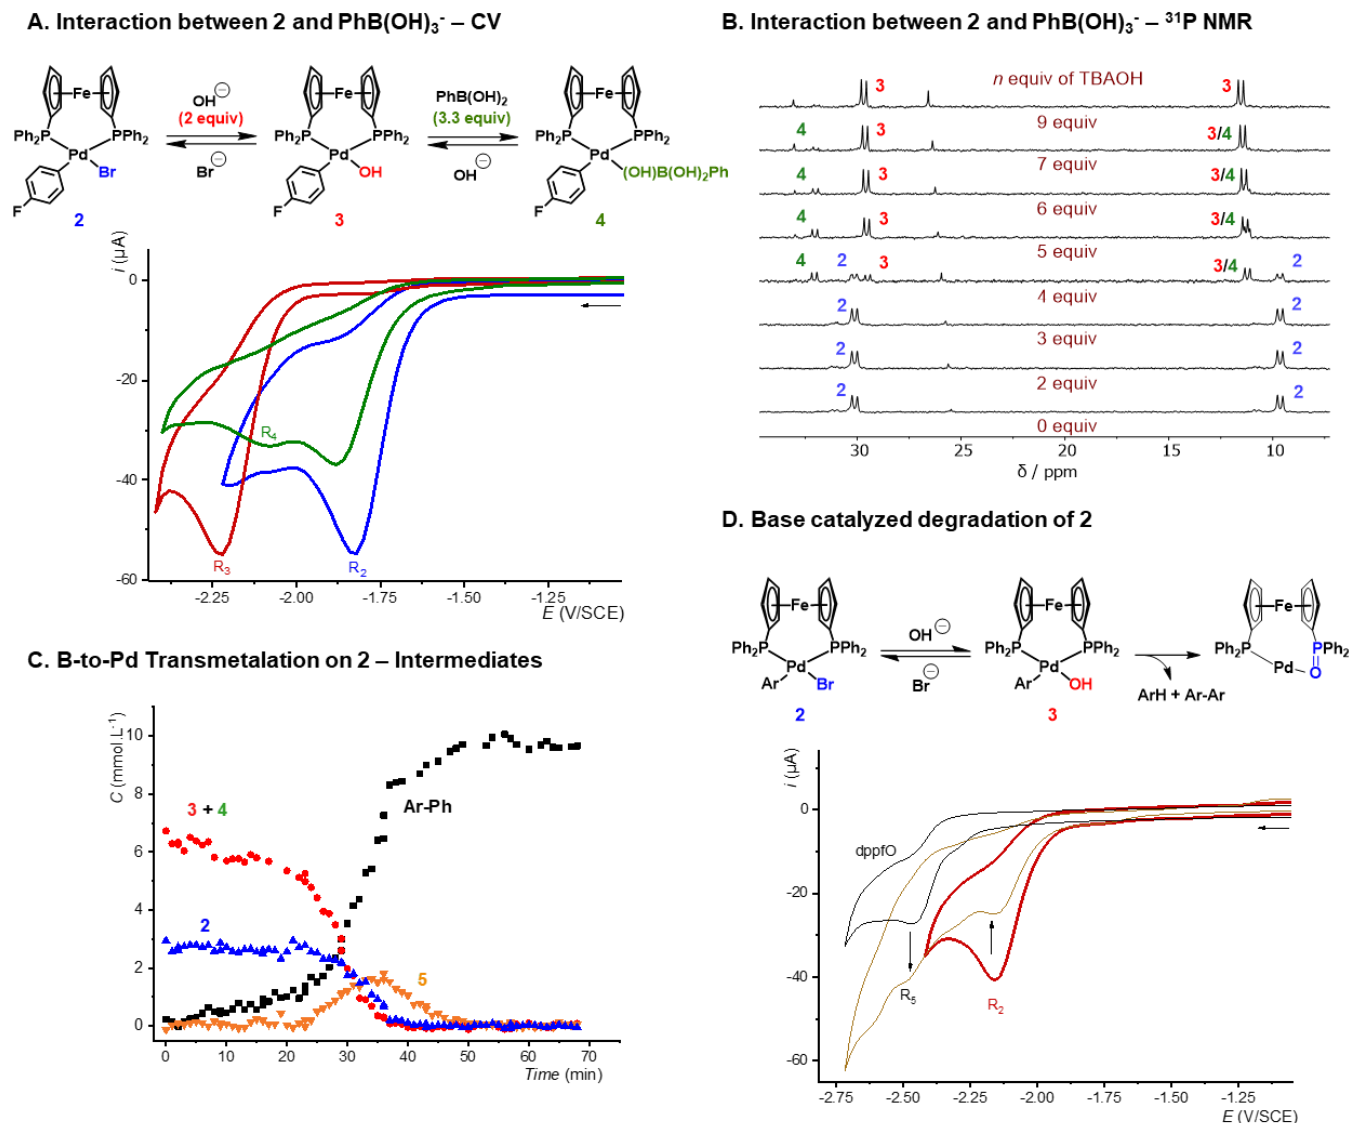 A. Interaction between 2 and PhB(OH)₃⁻ – CV
Fe
Fe
Fe
OH⊖
(2 equiv)
Br⊖
PhB(OH)₂
(3.3 equiv)
OH⊖
Ph₂P
PPh₂
Pd
Br
F
2
Ph₂P
PPh₂
Pd
OH
F
3
Ph₂P
PPh₂
Pd
(OH)B(OH)₂Ph
F
4
i (µA)
0
-20
-40
-60
R₄
R₃
R₂
-2.25
-2.00
-1.75
-1.50
-1.25
E (V/SCE)
B. Interaction between 2 and PhB(OH)₃⁻ – ³¹P NMR
3
n equiv of TBAOH
3
4
3
9 equiv
3/4
4
3
7 equiv
3/4
4
3
6 equiv
3/4
4
2
3
5 equiv
3/4
2
2
4 equiv
2
2
3 equiv
2
2
2 equiv
2
0 equiv
30
25
20
15
10
δ / ppm
C. B-to-Pd Transmetalation on 2 – Intermediates
C (mmol.L⁻¹)
10
8
6
4
2
0
3 + 4
2
Ar-Ph
5
0
10
20
30
40
50
60
70
Time (min)
D. Base catalyzed degradation of 2
Fe
Fe
Fe
OH⊖
Br⊖
Ph₂P
PPh₂
Pd
Ar
Br
2
Ph₂P
PPh₂
Pd
Ar
OH
3
ArH + Ar-Ar
Ph₂P
PPh₂
Pd
O
i (µA)
0
-20
-40
-60
dppfO
R₅
R₂
-2.75
-2.50
-2.25
-2.00
-1.75
-1.50
-1.25
E (V/SCE)